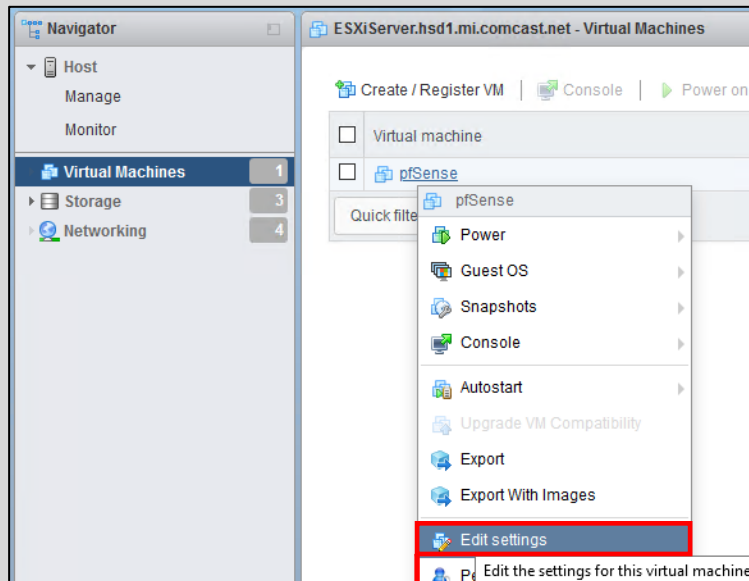 Navigator
ESXiServer.hsd1.mi.comcast.net - Virtual Machines
Host
Manage
Monitor
Virtual Machines 1
Storage 3
Networking 4
Create / Register VM | Console | Power on
Virtual machine
pfSense
Quick filte
pfSense
Power
Guest OS
Snapshots
Console
Autostart
Upgrade VM Compatibility
Export
Export With Images
Edit settings
Edit the settings for this virtual machine